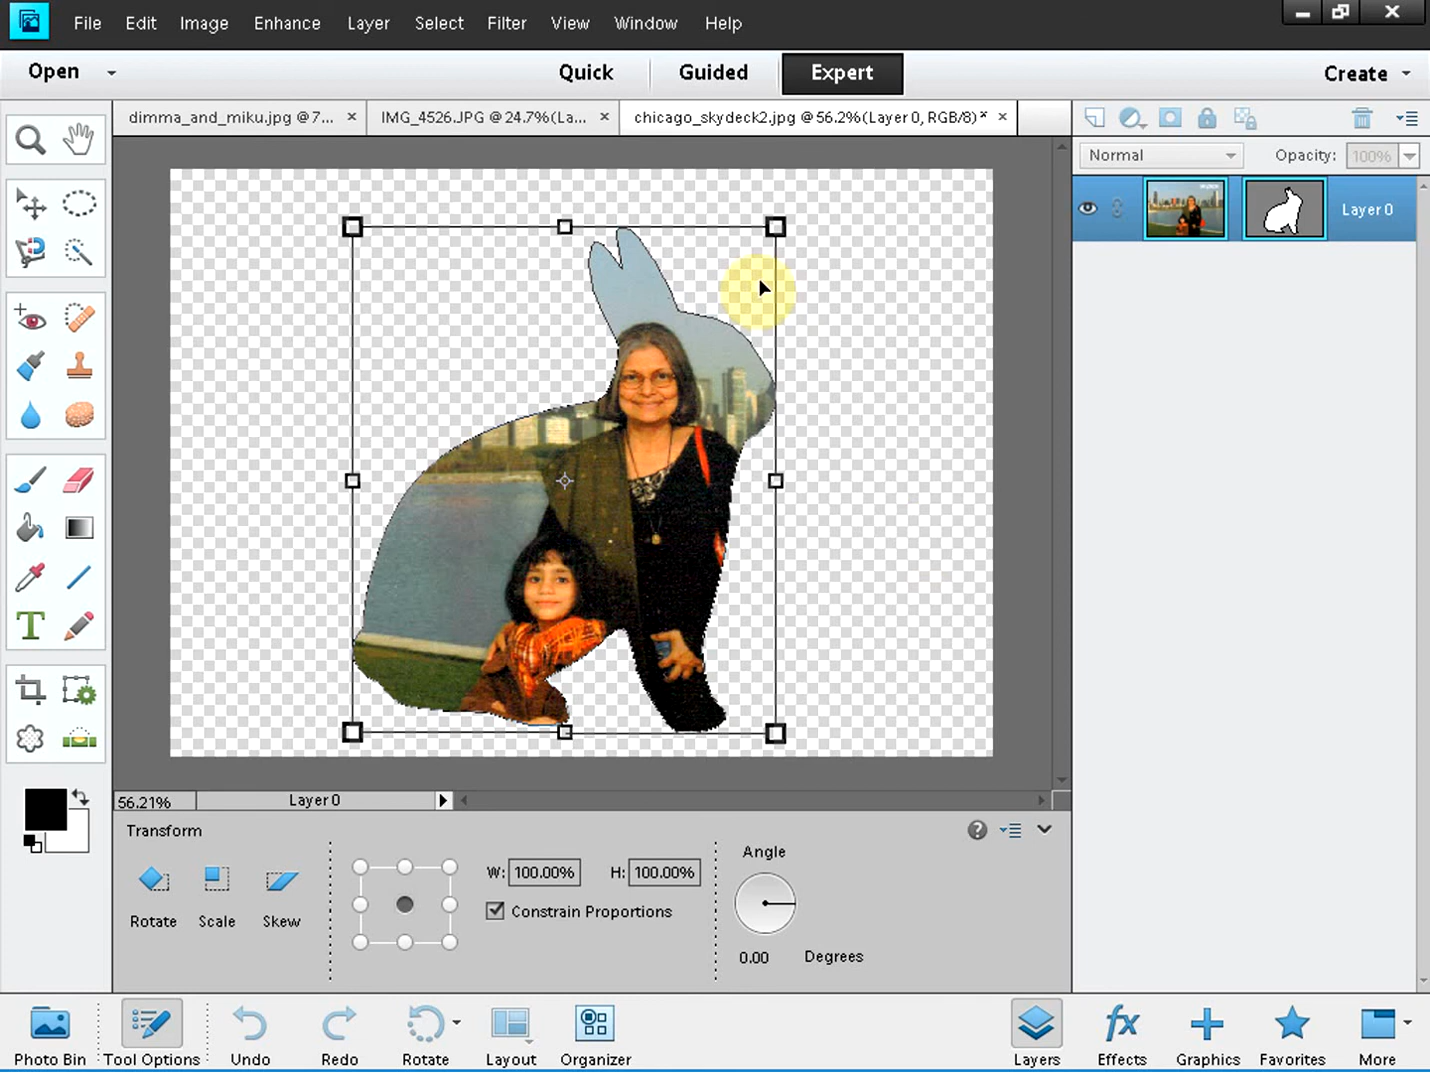 File Edit Image Enhance Layer Select Filter View Window Help
Open Quick Guided Expert Create
dimma_and_miku.jpg @ 7... × IMG_4526.JPG @ 24.7%(La... × chicago_skydeck2.jpg @ 56.2%(Layer 0, RGB/8) * ×
Normal Opacity: 100%
Layer 0
56.21% Layer 0
Transform
Rotate Scale Skew
W: 100.00% H: 100.00%
Constrain Proportions
Angle
0.00 Degrees
T
Photo Bin Tool Options Undo Redo Rotate Layout Organizer
fx
Layers Effects Graphics Favorites More